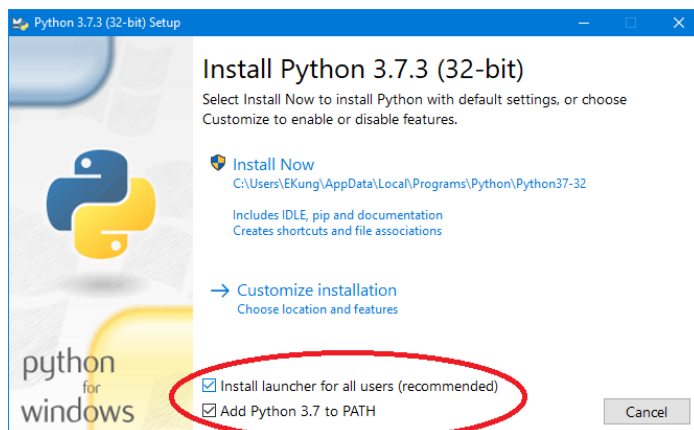 Python 3.7.3 (32-bit) Setup
Install Python 3.7.3 (32-bit)
Select Install Now to install Python with default settings, or choose
Customize to enable or disable features.
Install Now
C:\Users\EKung\AppData\Local\Programs\Python\Python37-32
Includes IDLE, pip and documentation
Creates shortcuts and file associations
Customize installation
Choose location and features
python
for
windows
Install launcher for all users (recommended)
Add Python 3.7 to PATH
Cancel